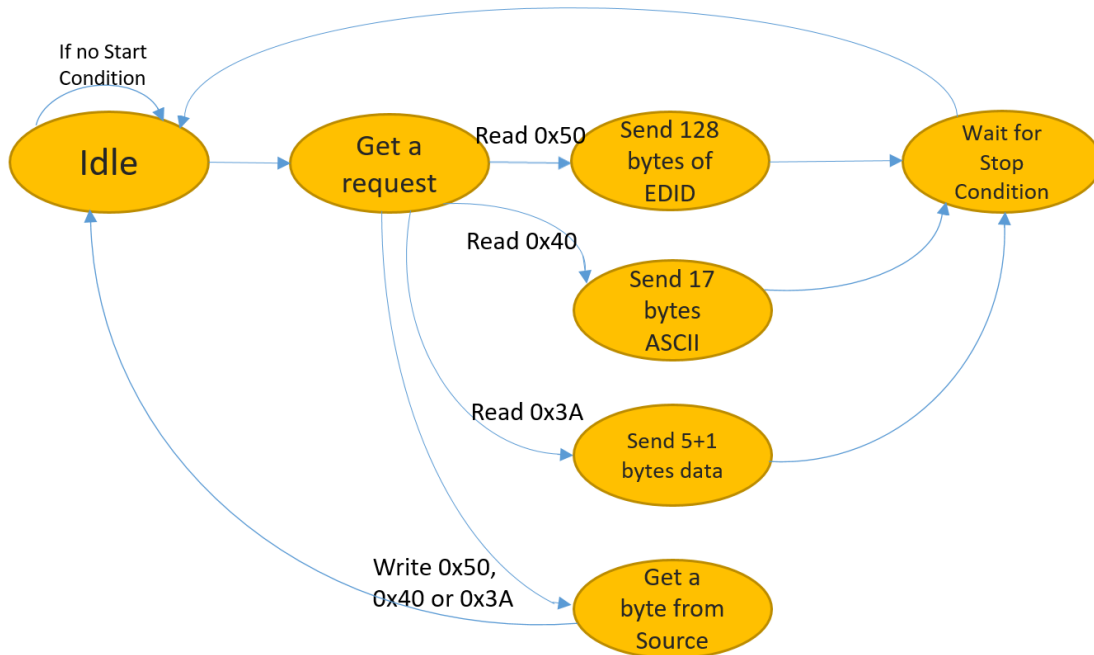 If no Start
Condition
Idle
Get a
request
Read 0x50
Send 128
bytes of
EDID
Wait for
Stop
Condition
Read 0x40
Send 17
bytes
ASCII
Read 0x3A
Send 5+1
bytes data
Write 0x50,
0x40 or 0x3A
Get a
byte from
Source